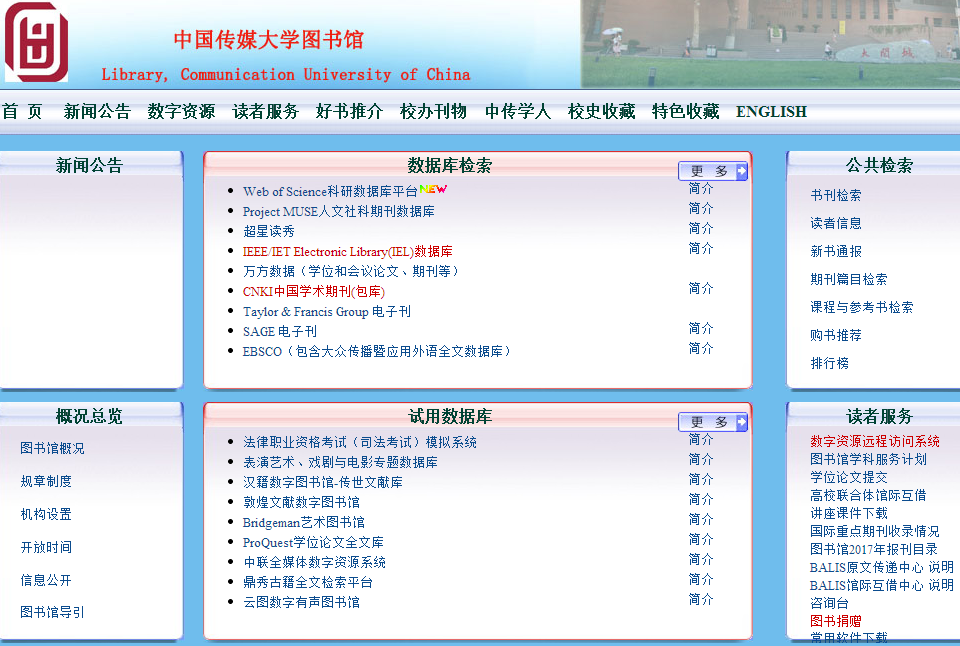 中国传媒大学图书馆
Library, Communication University of China
首 页 新闻公告 数字资源 读者服务 好书推介 校办刊物 中传学人 校史收藏 特色收藏 ENGLISH
新闻公告
数据库检索
更 多
Web of Science科研数据库平台NEW 简介
Project MUSE人文社科期刊数据库 简介
超星读秀 简介
IEEE/IET Electronic Library(IEL)数据库 简介
万方数据（学位和会议论文、期刊等）
CNKI中国学术期刊(包库) 简介
Taylor & Francis Group 电子刊
SAGE 电子刊 简介
EBSCO（包含大众传播暨应用外语全文数据库） 简介
公共检索
书刊检索
读者信息
新书通报
期刊篇目检索
课程与参考书检索
购书推荐
排行榜
概况总览
图书馆概况
规章制度
机构设置
开放时间
信息公开
图书馆导引
试用数据库
更 多
法律职业资格考试（司法考试）模拟系统 简介
表演艺术、戏剧与电影专题数据库 简介
汉籍数字图书馆-传世文献库 简介
敦煌文献数字图书馆 简介
Bridgeman艺术图书馆 简介
ProQuest学位论文全文库 简介
中联全媒体数字资源系统 简介
鼎秀古籍全文检索平台 简介
云图数字有声图书馆 简介
读者服务
数字资源远程访问系统
图书馆学科服务计划
学位论文提交
高校联合体馆际互借
讲座课件下载
国际重点期刊收录情况
图书馆2017年报刊目录
BALIS原文传递中心 说明
BALIS馆际互借中心 说明
咨询台
图书捐赠
常用软件下载